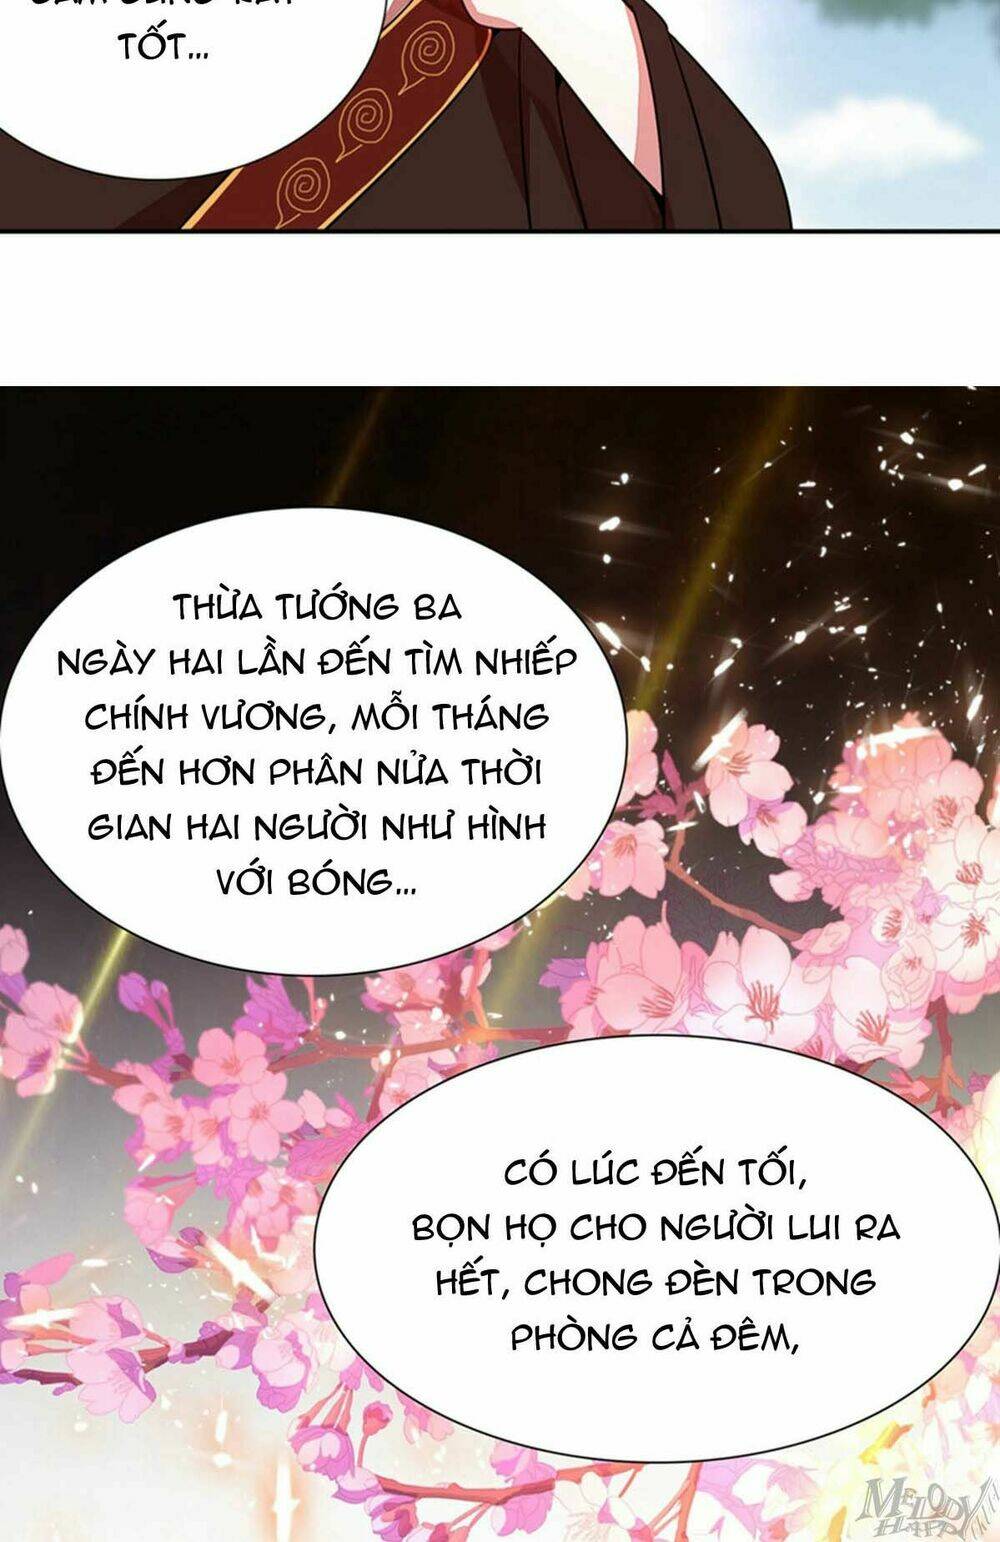 TỐT...
THỪA TƯỚNG BA
NGÀY HAI LẦN ĐẾN TÌM NHIẾP
CHÍNH VƯƠNG, MỖI THÁNG
ĐẾN HƠN PHÂN NỬA THỜI
GIAN HAI NGƯỜI NHƯ HÌNH
VỚI BÓNG...
CÓ LÚC ĐẾN TỐI,
BỌN HỌ CHO NGƯỜI LUI RA
HẾT, CHONG ĐÈN TRONG
PHÒNG CẢ ĐÊM,
MELODY